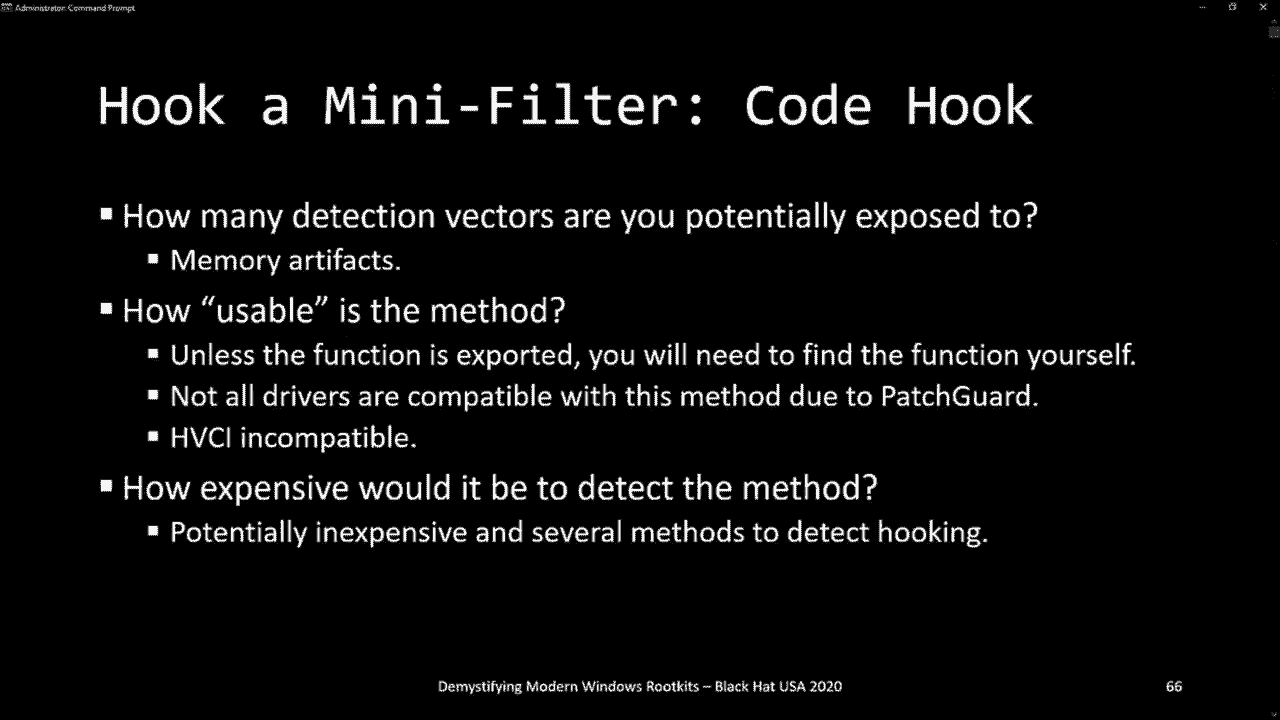 Administrator: Command Prompt
Hook a Mini-Filter: Code Hook
▪ How many detection vectors are you potentially exposed to?
▪ Memory artifacts.
▪ How “usable” is the method?
▪ Unless the function is exported, you will need to find the function yourself.
▪ Not all drivers are compatible with this method due to PatchGuard.
▪ HVCI incompatible.
▪ How expensive would it be to detect the method?
▪ Potentially inexpensive and several methods to detect hooking.
Demystifying Modern Windows Rootkits – Black Hat USA 2020
66